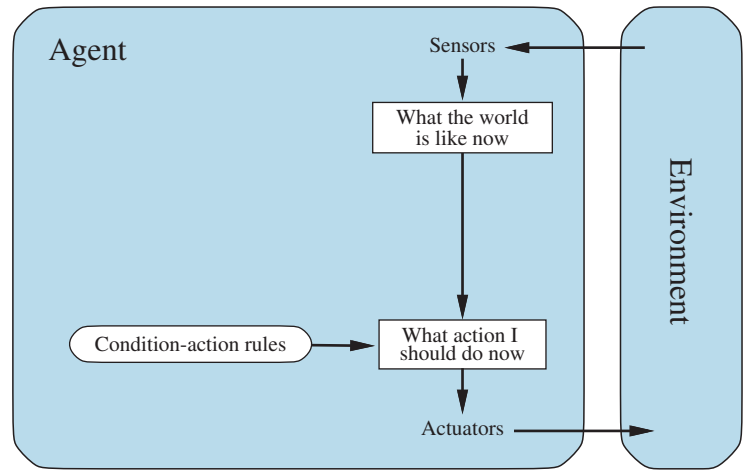 Agent
Sensors
What the world
is like now
Environment
Condition-action rules
What action I
should do now
Actuators